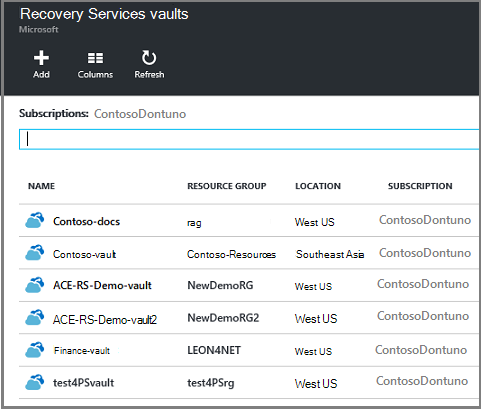 Recovery Services vaults
Microsoft
Add Columns Refresh
Subscriptions: ContosoDontuno
NAME RESOURCE GROUP LOCATION SUBSCRIPTION
Contoso-docs rag West US ContosoDontuno
Contoso-vault Contoso-Resources Southeast Asia ContosoDontuno
ACE-RS-Demo-vault NewDemoRG West US ContosoDontuno
ACE-RS-Demo-vault2 NewDemoRG2 West US ContosoDontuno
Finance-vault LEON4NET West US ContosoDontuno
test4PSvault test4PSrg West US ContosoDontuno